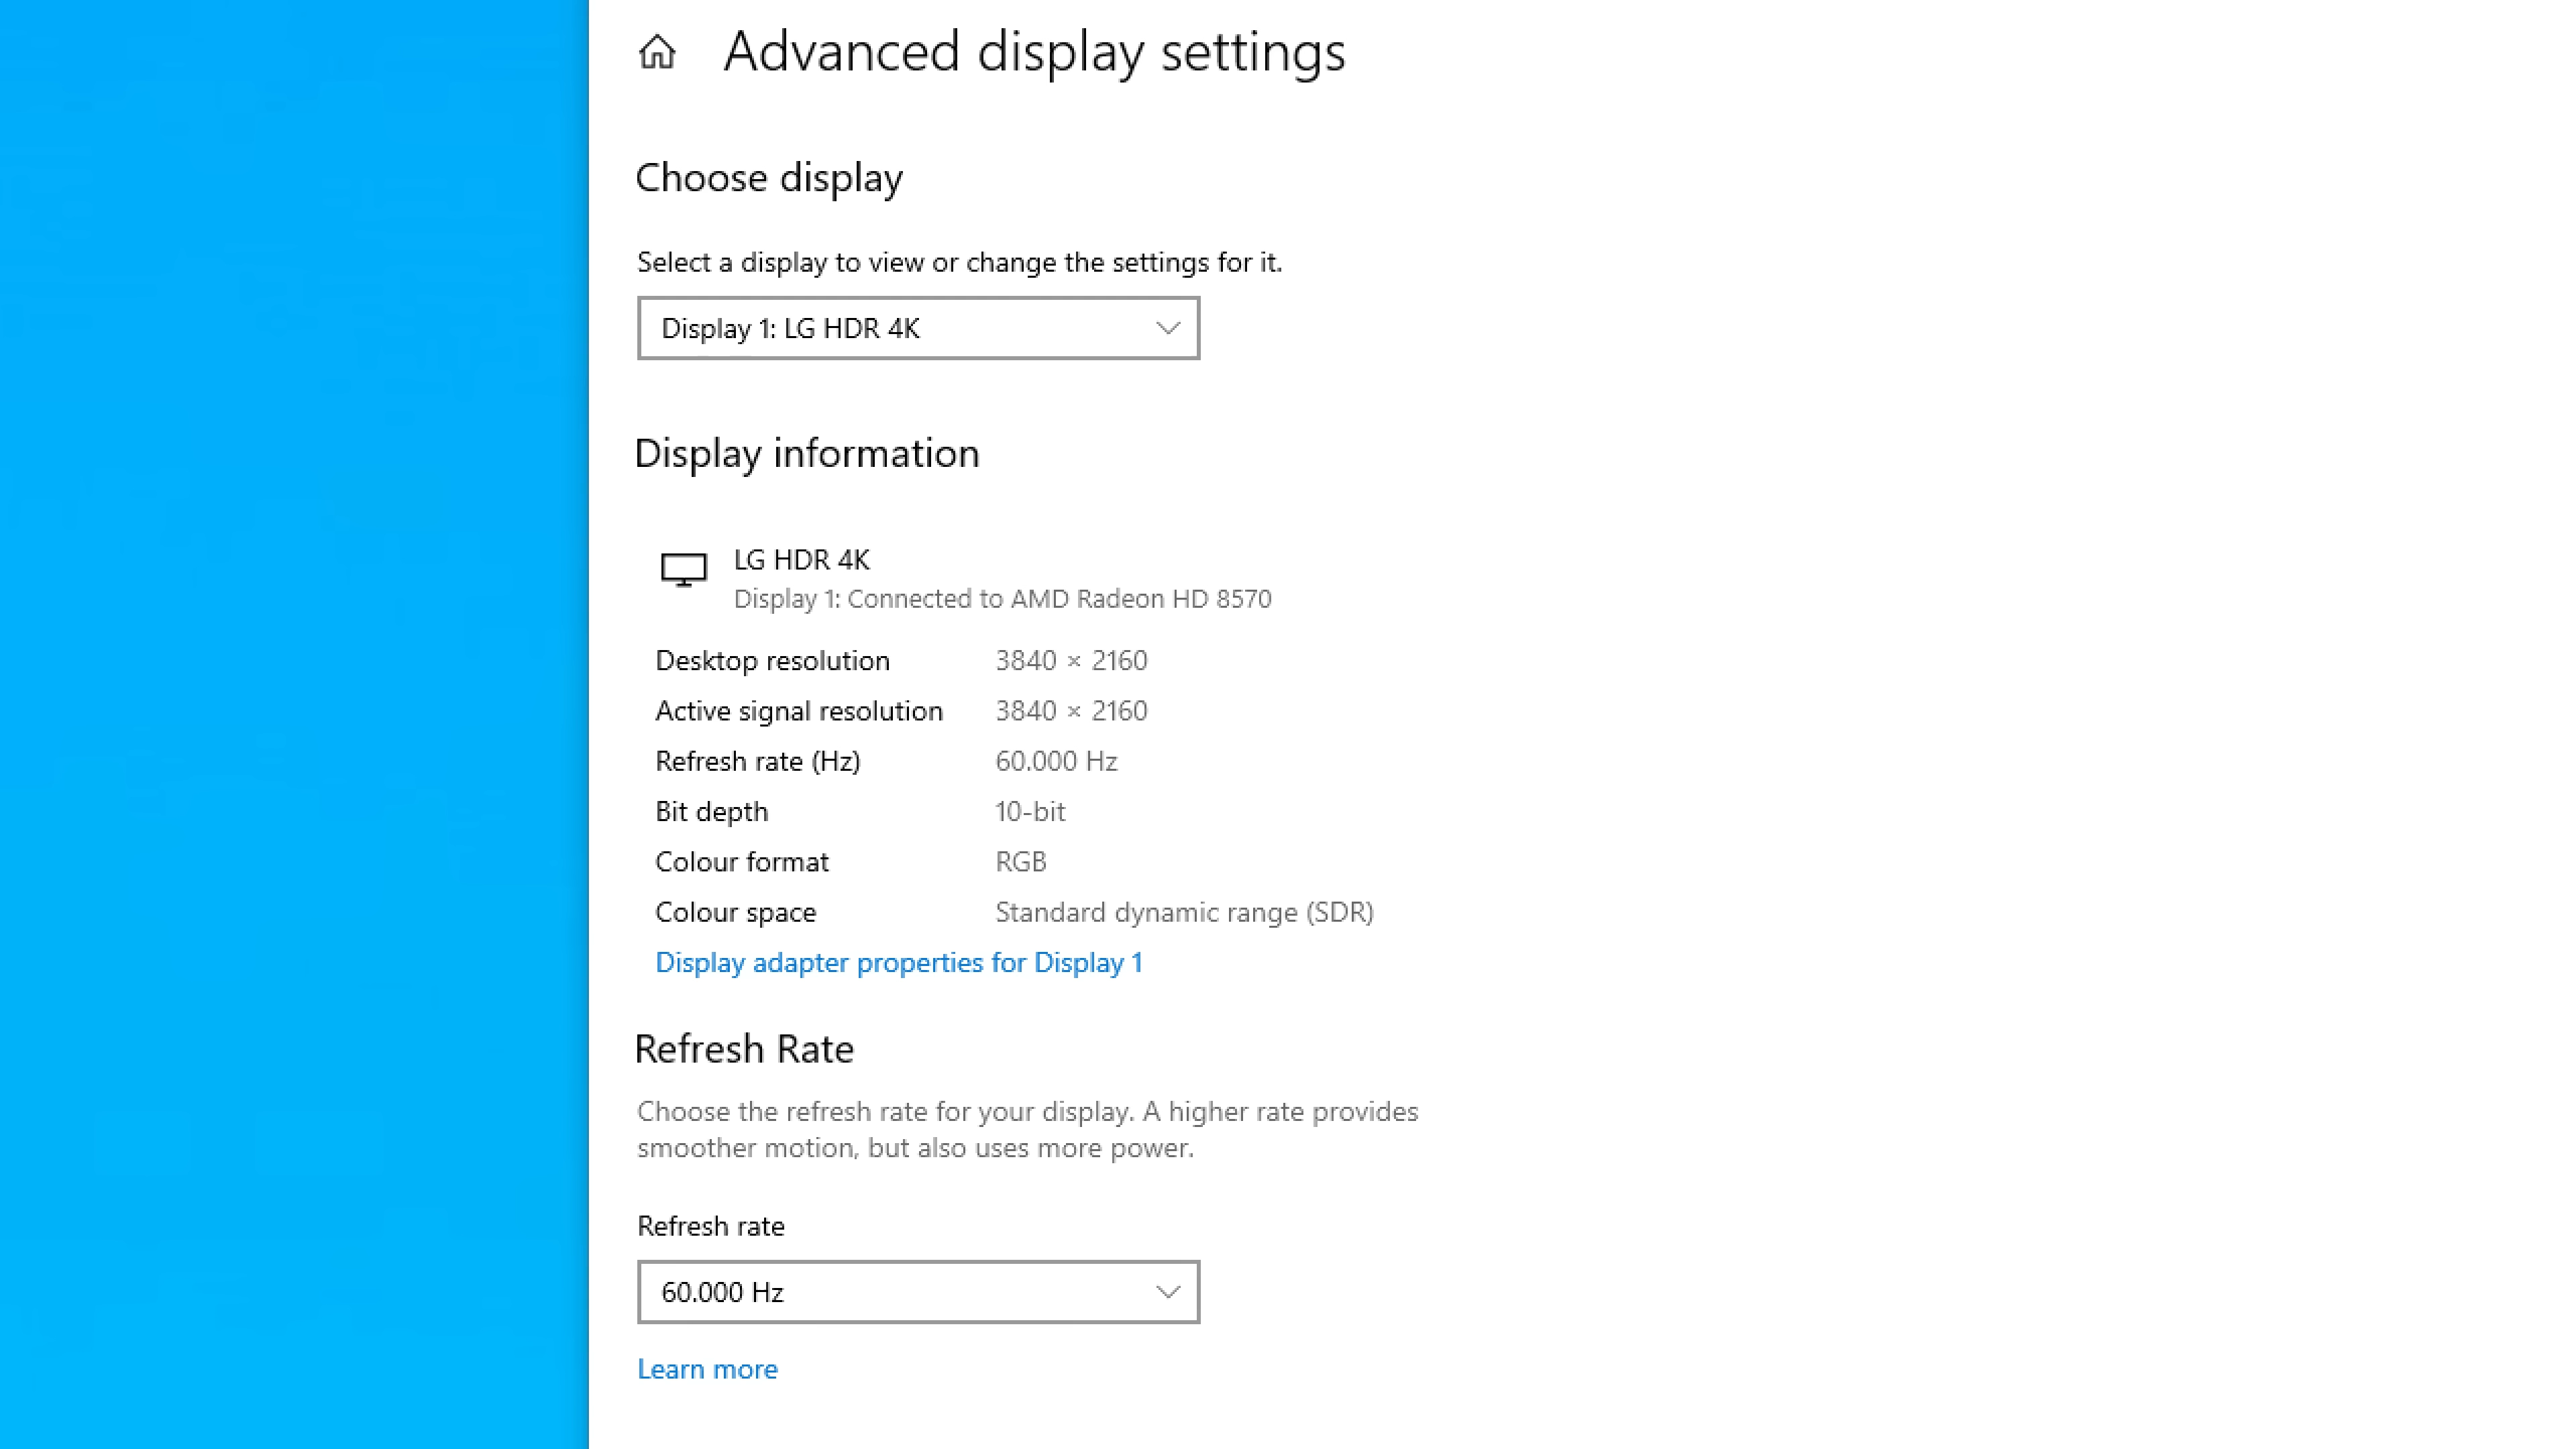 Advanced display settings
Choose display
Select a display to view or change the settings for it.
Display 1: LG HDR 4K
Display information
LG HDR 4K
Display 1: Connected to AMD Radeon HD 8570
Desktop resolution 3840 × 2160
Active signal resolution 3840 × 2160
Refresh rate (Hz) 60.000 Hz
Bit depth 10-bit
Colour format RGB
Colour space Standard dynamic range (SDR)
Display adapter properties for Display 1
Refresh Rate
Choose the refresh rate for your display. A higher rate provides
smoother motion, but also uses more power.
Refresh rate
60.000 Hz
Learn more